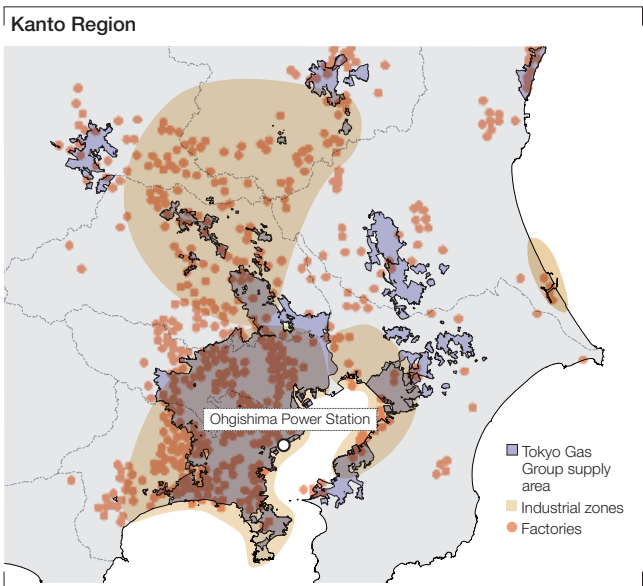 Kanto Region
Ohgishima Power Station
Tokyo Gas
Group supply
area
Industrial zones
Factories